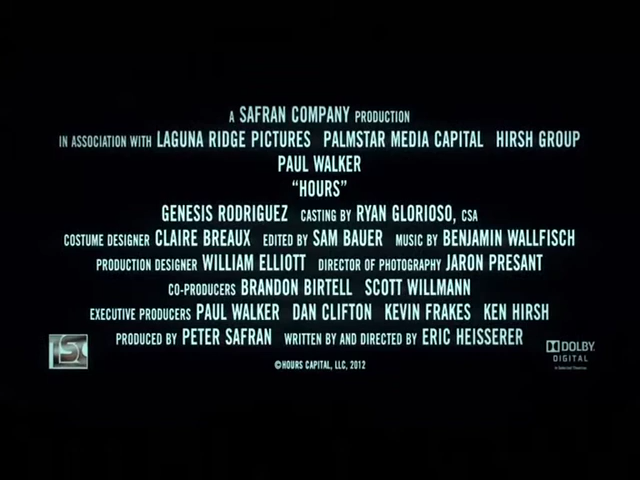 A SAFRAN COMPANY PRODUCTION
IN ASSOCIATION WITH LAGUNA RIDGE PICTURES PALMSTAR MEDIA CAPITAL HIRSH GROUP
PAUL WALKER
"HOURS"
GENESIS RODRIGUEZ CASTING BY RYAN GLORIOSO, CSA
COSTUME DESIGNER CLAIRE BREAUX EDITED BY SAM BAUER MUSIC BY BENJAMIN WALLFISCH
PRODUCTION DESIGNER WILLIAM ELLIOTT DIRECTOR OF PHOTOGRAPHY JARON PRESANT
CO-PRODUCERS BRANDON BIRTELL SCOTT WILLMANN
EXECUTIVE PRODUCERS PAUL WALKER DAN CLIFTON KEVIN FRAKES KEN HIRSH
PRODUCED BY PETER SAFRAN WRITTEN AND DIRECTED BY ERIC HEISSERER
©HOURS CAPITAL, LLC, 2012
DOLBY
DIGITAL